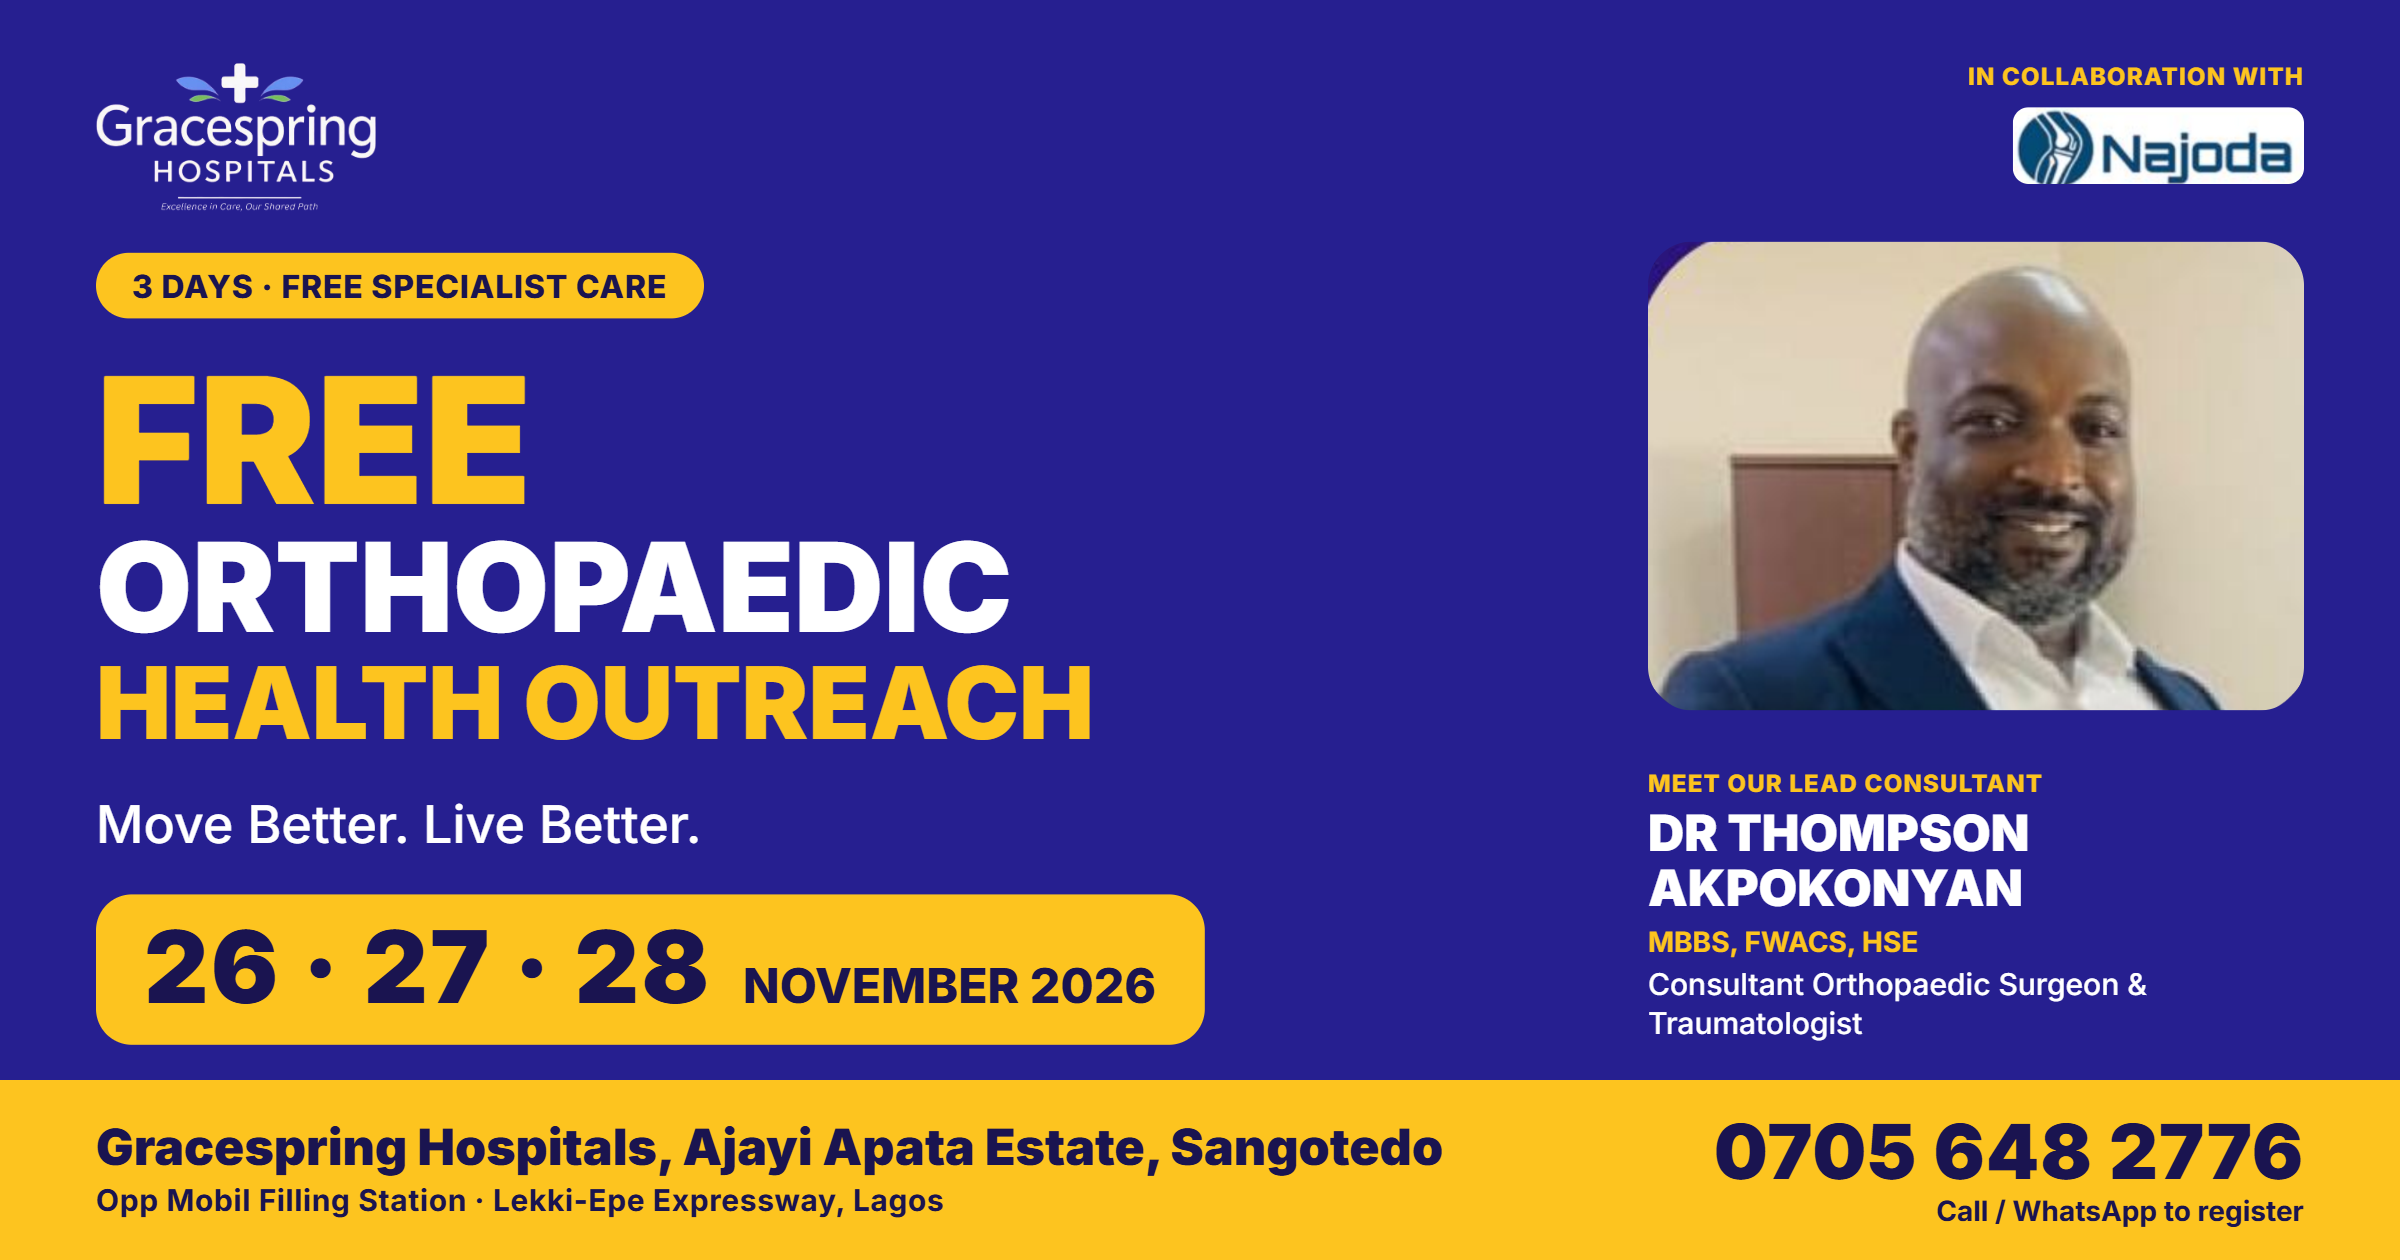 Gracespring
HOSPITALS
Excellence in Care, Our Shared Path
IN COLLABORATION WITH
Najoda
3 DAYS · FREE SPECIALIST CARE
FREE
ORTHOPAEDIC
HEALTH OUTREACH
Move Better. Live Better.
26 · 27 · 28 NOVEMBER 2026
MEET OUR LEAD CONSULTANT
DR THOMPSON
AKPOKONYAN
MBBS, FWACS, HSE
Consultant Orthopaedic Surgeon &
Traumatologist
Gracespring Hospitals, Ajayi Apata Estate, Sangotedo
Opp Mobil Filling Station · Lekki-Epe Expressway, Lagos
0705 648 2776
Call / WhatsApp to register